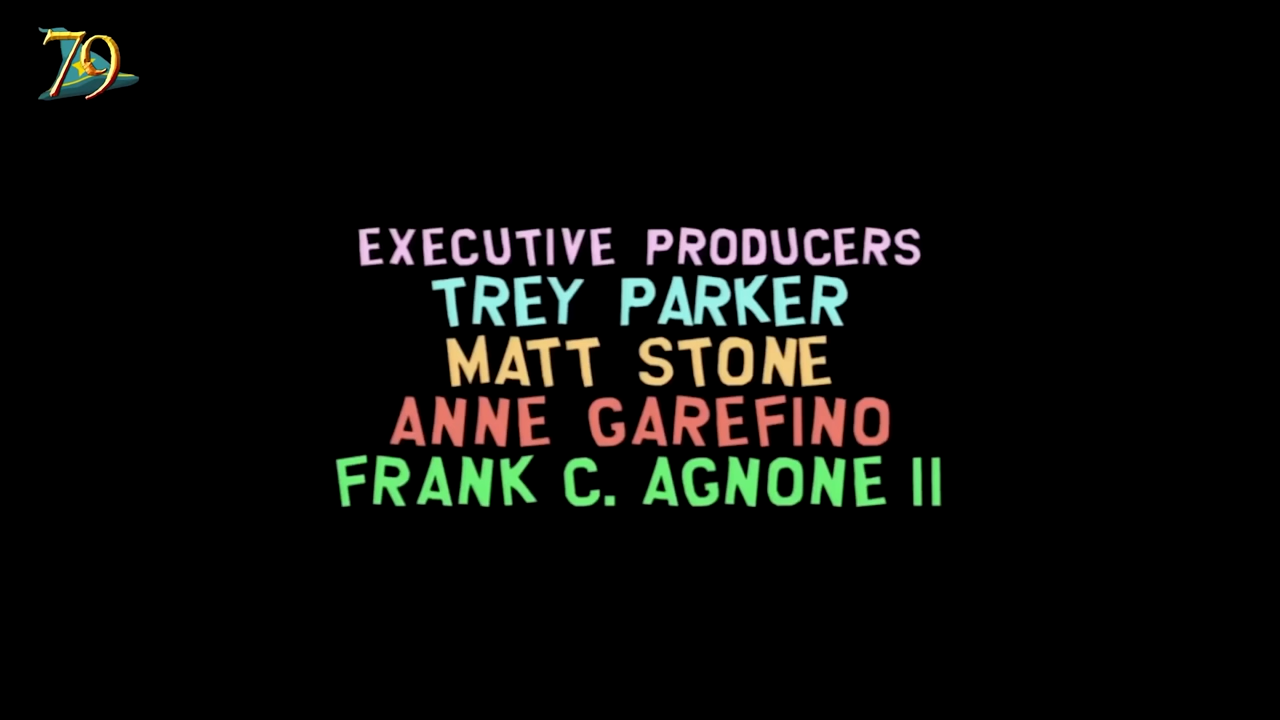 79
EXECUTIVE PRODUCERS
TREY PARKER
MATT STONE
ANNE GAREFINO
FRANK C. AGNONE II